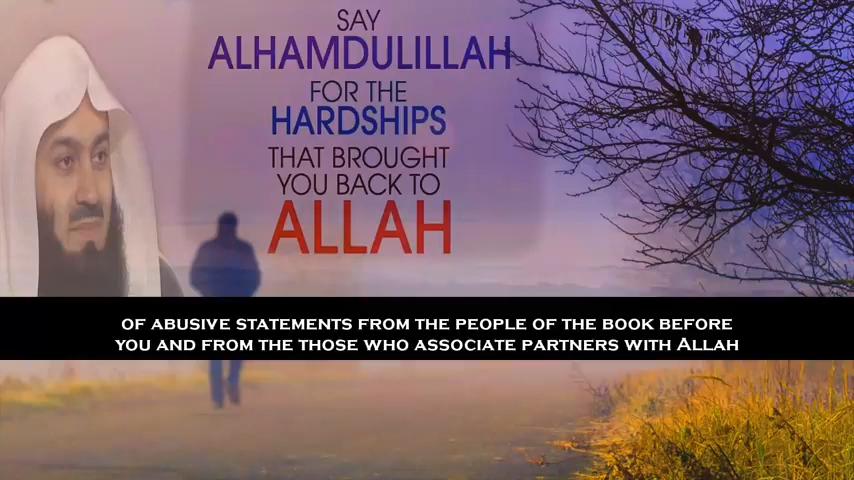 SAY
ALHAMDULILLAH
FOR THE
HARDSHIPS
THAT BROUGHT
YOU BACK TO
ALLAH
OF ABUSIVE STATEMENTS FROM THE PEOPLE OF THE BOOK BEFORE
YOU AND FROM THE THOSE WHO ASSOCIATE PARTNERS WITH ALLAH